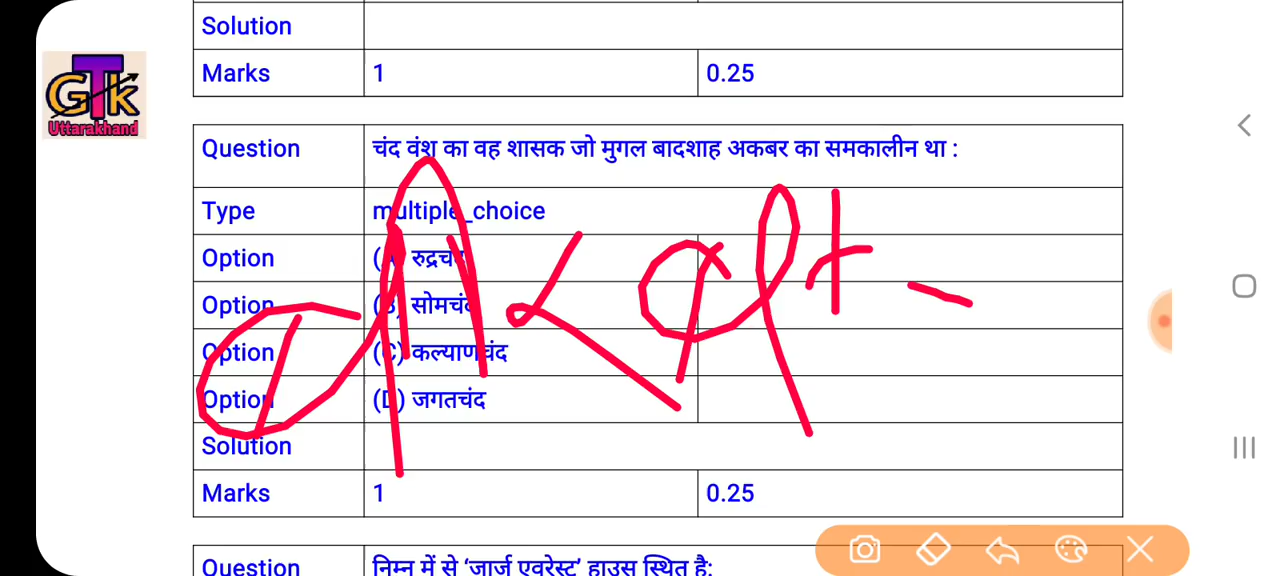 Solution
Marks 1 0.25
GTK
Uttarakhand
Question चंद वंश का वह शासक जो मुगल बादशाह अकबर का समकालीन था :
Type multiple_choice
Option (A) रुद्रचंद
Option (B) सोमचंद
Option (C) कल्याणचंद
Option (D) जगतचंद
Solution
Marks 1 0.25
Question निम्न में से ‘जार्ज एवरेस्ट’ हाउस स्थित है: